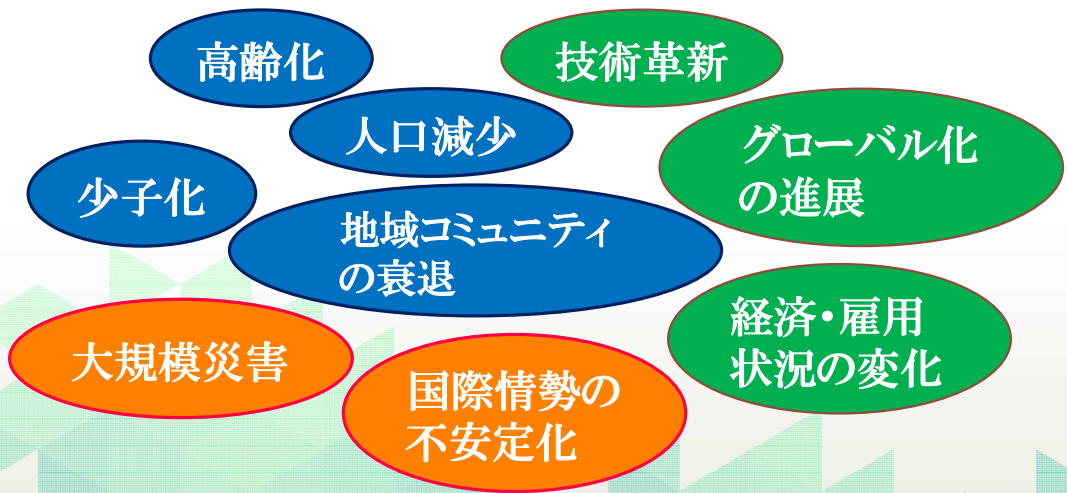 高齢化
技術革新
人口減少
グローバル化
の進展
少子化
地域コミュニティ
の衰退
経済・雇用
状況の変化
大規模災害
国際情勢の
不安定化